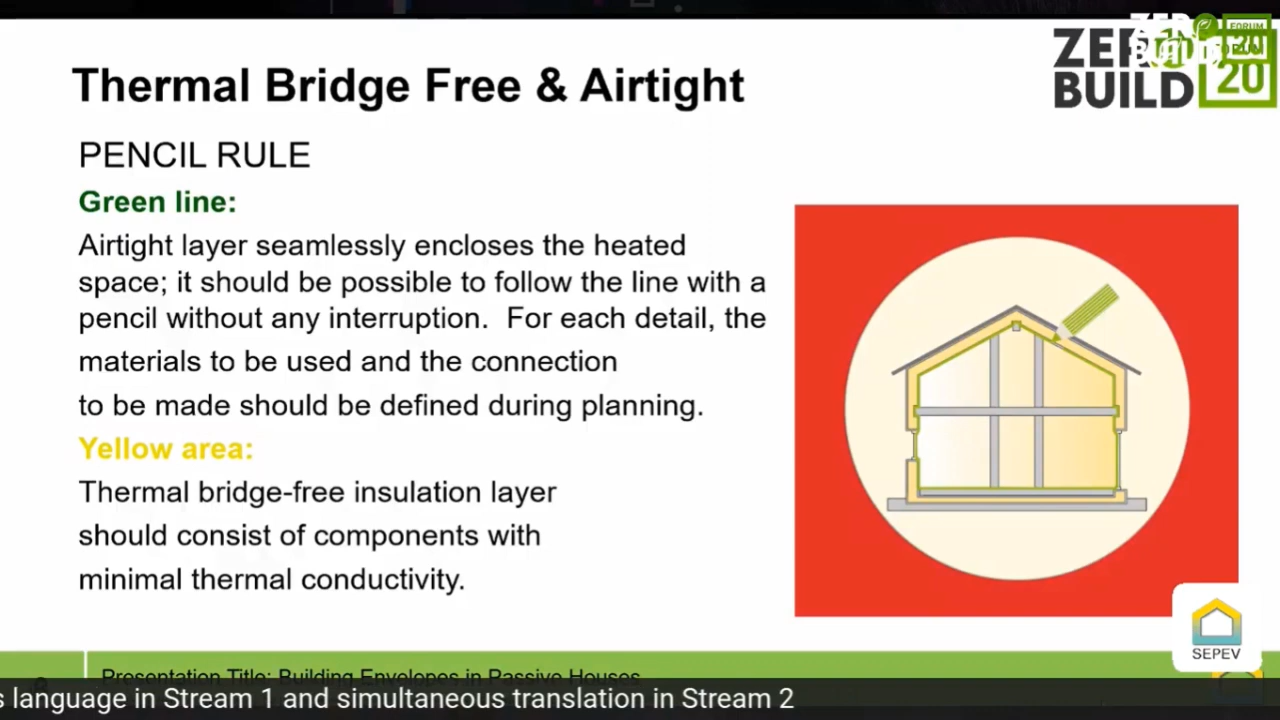 Thermal Bridge Free & Airtight
ZERO
BUILD
FORUM
20
20
PENCIL RULE
Green line:
Airtight layer seamlessly encloses the heated
space; it should be possible to follow the line with a
pencil without any interruption.  For each detail, the
materials to be used and the connection
to be made should be defined during planning.
Yellow area:
Thermal bridge-free insulation layer
should consist of components with
minimal thermal conductivity.
SEPEV
Presentation Title: Building Envelopes in Passive Houses
s language in Stream 1 and simultaneous translation in Stream 2